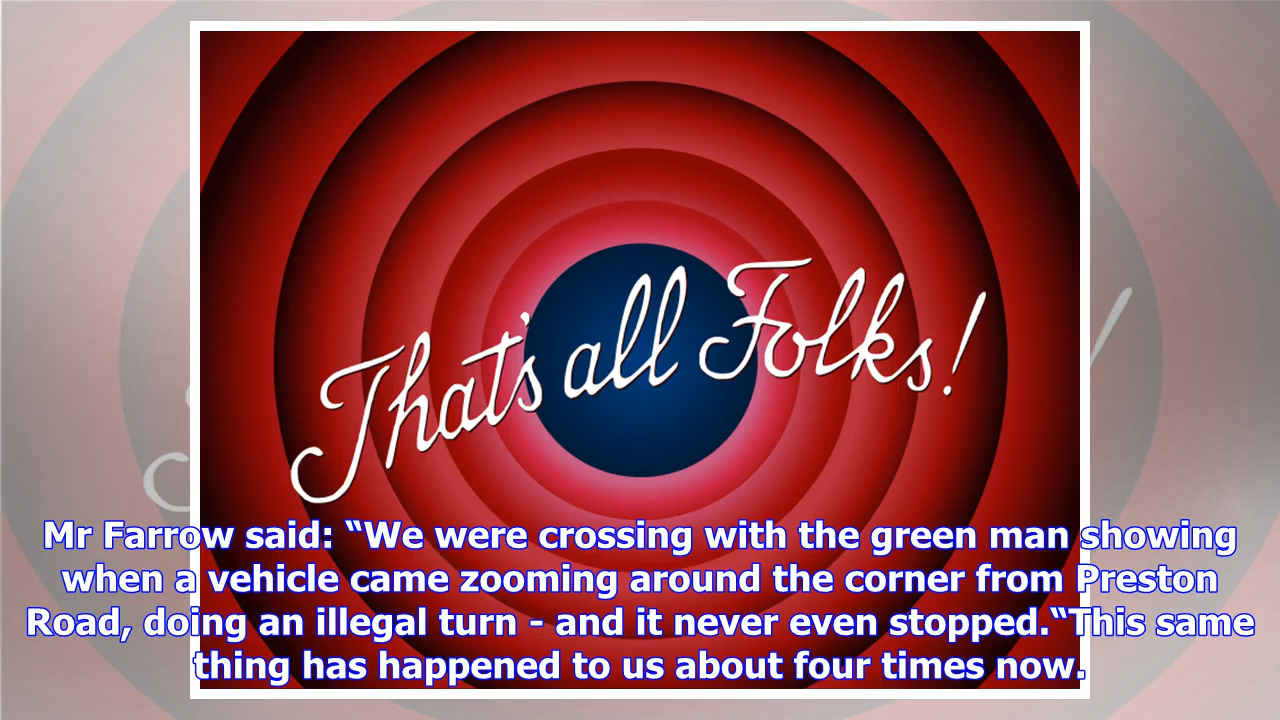 That's all Folks!
Mr Farrow said: “We were crossing with the green man showing
when a vehicle came zooming around the corner from Preston
Road, doing an illegal turn - and it never even stopped.“This same
thing has happened to us about four times now.